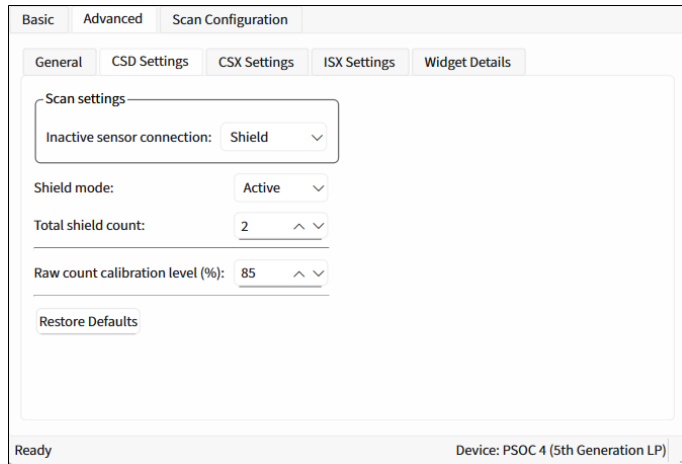 Basic Advanced Scan Configuration
General CSD Settings CSX Settings ISX Settings Widget Details
Scan settings
Inactive sensor connection: Shield
Shield mode: Active
Total shield count: 2
Raw count calibration level (%): 85
Restore Defaults
Ready Device: PSOC 4 (5th Generation LP)